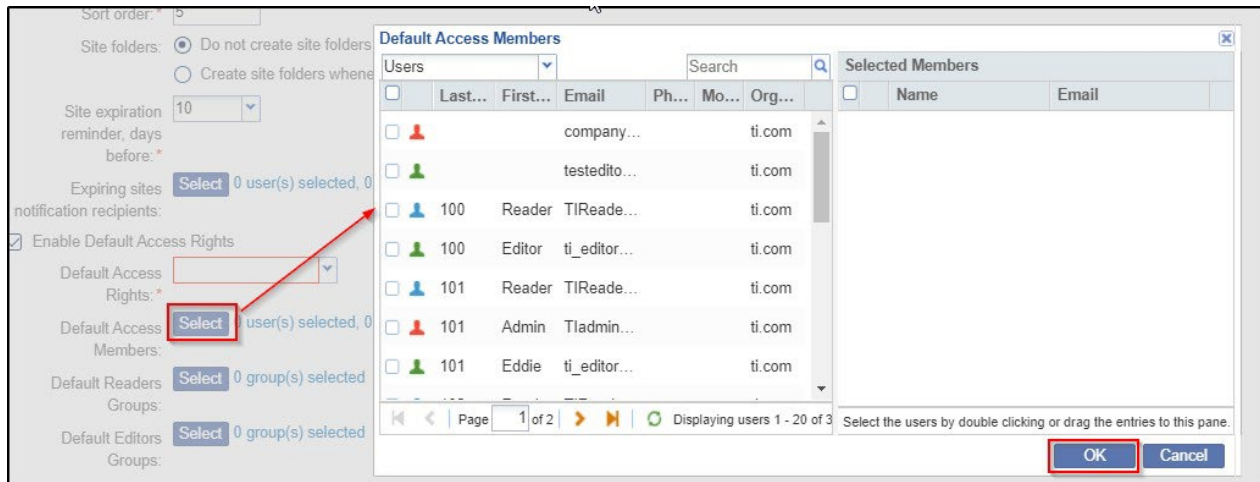 Sort order:* 5
Site folders: Do not create site folders
Create site folders whene
Site expiration reminder, days before:* 10
Expiring sites notification recipients: Select 0 user(s) selected, 0
Enable Default Access Rights
Default Access Rights:*
Default Access Members: Select 0 user(s) selected, 0
Default Readers Groups: Select 0 group(s) selected
Default Editors Groups: Select 0 group(s) selected
Default Access Members
Users Search
Last... First... Email Ph... Mo... Org...
company... ti.com
testedito... ti.com
100 Reader TIReade... ti.com
100 Editor ti_editor... ti.com
101 Reader TIReade... ti.com
101 Admin TIadmin... ti.com
101 Eddie ti_editor... ti.com
Page 1 of 2 Displaying users 1 - 20 of 3
Selected Members
Name Email
Select the users by double clicking or drag the entries to this pane.
OK Cancel